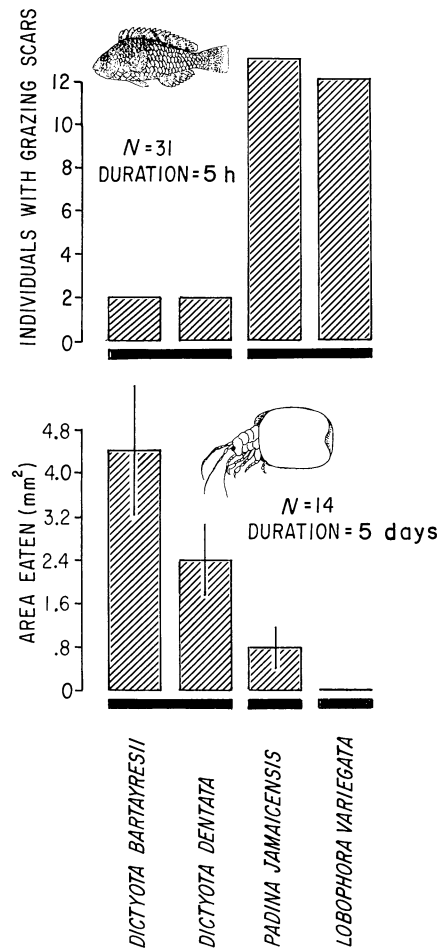 INDIVIDUALS WITH GRAZING SCARS
12
10
8
6
4
2
0
N=31
DURATION=5 h
AREA EATEN (mm²)
4.8
4.0
3.2
2.4
1.6
.8
0
N=14
DURATION=5 days
DICTYOTA BARTAYRESII
DICTYOTA DENTATA
PADINA JAMAICENSIS
LOBOPHORA VARIEGATA